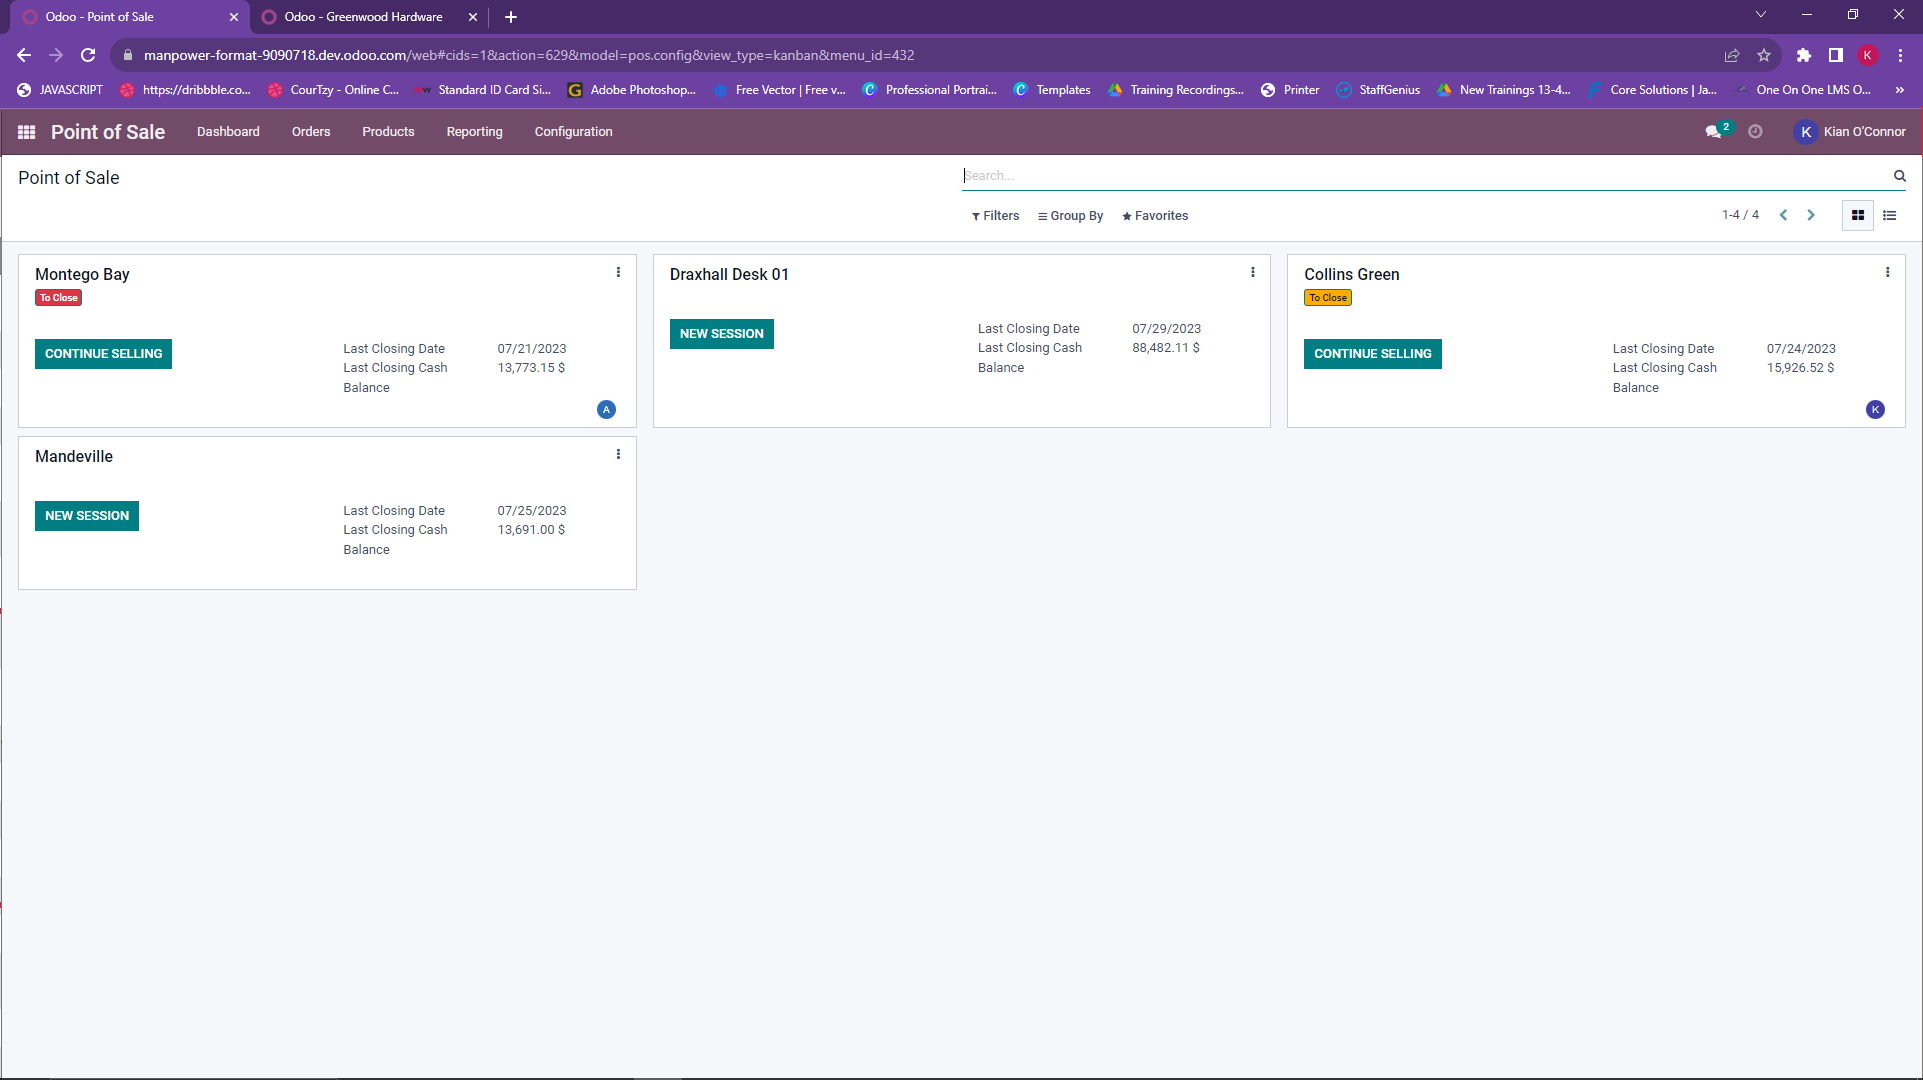 Odoo - Point of Sale
Odoo - Greenwood Hardware
manpower-format-9090718.dev.odoo.com/web#cids=1&action=629&model=pos.config&view_type=kanban&menu_id=432
K
JAVASCRIPT
https://dribbble.co...
CourTzy - Online C...
Standard ID Card Si...
Adobe Photoshop...
Free Vector | Free v...
Professional Portrai...
Templates
Training Recordings...
Printer
StaffGenius
New Trainings 13-4...
Core Solutions | Ja...
One On One LMS O...
»
Point of Sale
Dashboard
Orders
Products
Reporting
Configuration
2
K
Kian O'Connor
Point of Sale
Search...
Filters
Group By
Favorites
1-4 / 4
Montego Bay
To Close
CONTINUE SELLING
Last Closing Date 07/21/2023
Last Closing Cash 13,773.15 $
Balance
A
Draxhall Desk 01
NEW SESSION
Last Closing Date 07/29/2023
Last Closing Cash 88,482.11 $
Balance
Collins Green
To Close
CONTINUE SELLING
Last Closing Date 07/24/2023
Last Closing Cash 15,926.52 $
Balance
K
Mandeville
NEW SESSION
Last Closing Date 07/25/2023
Last Closing Cash 13,691.00 $
Balance